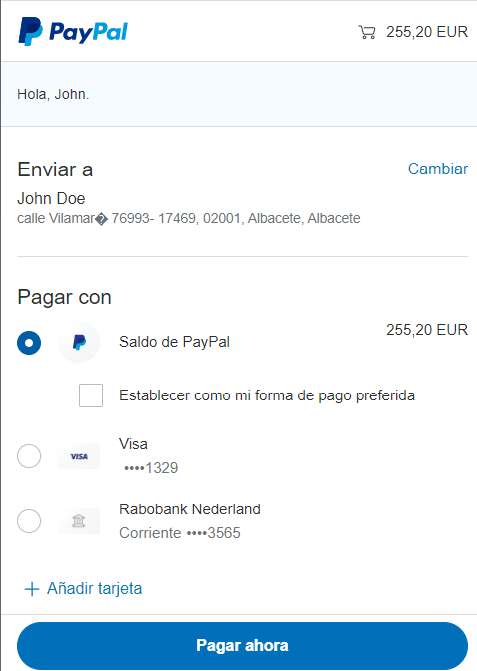 PayPal 255,20 EUR
Hola, John.
Enviar a Cambiar
John Doe
calle Vilamar� 76993- 17469, 02001, Albacete, Albacete
Pagar con
Saldo de PayPal 255,20 EUR
Establecer como mi forma de pago preferida
VISA Visa
••••1329
Rabobank Nederland
Corriente ••••3565
+ Añadir tarjeta
Pagar ahora